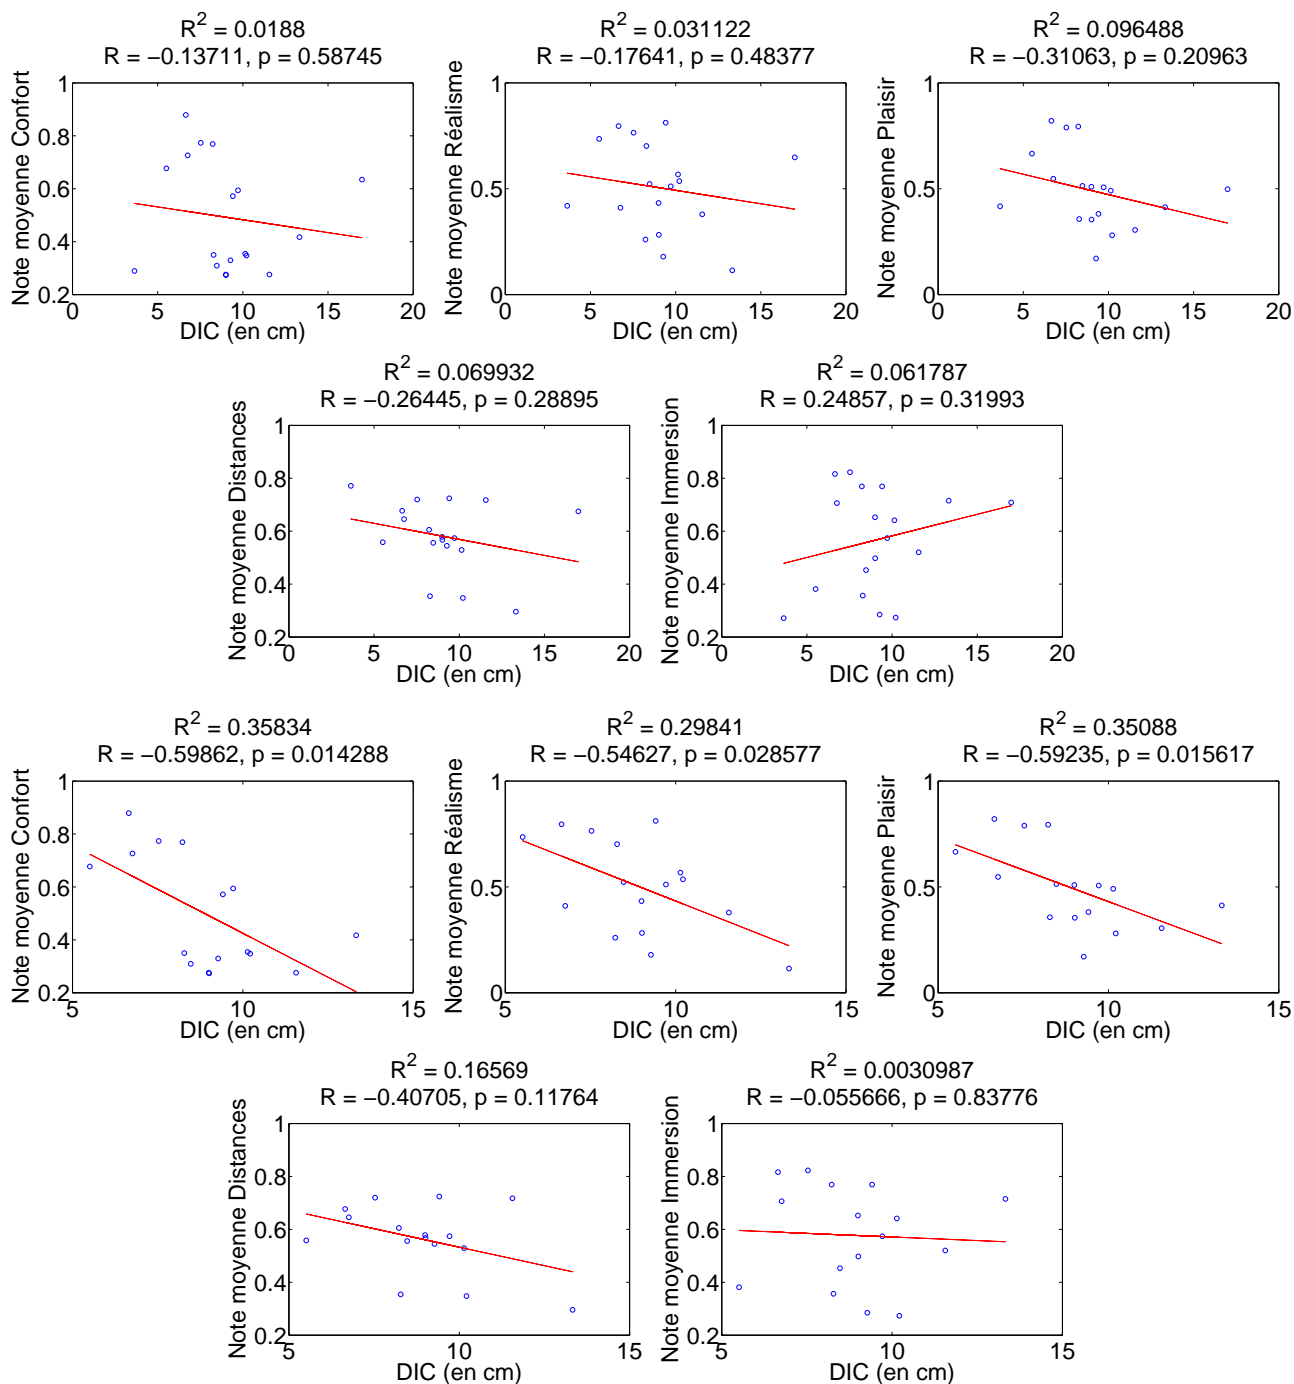 R² = 0.0188
R = −0.13711, p = 0.58745
Note moyenne Confort
1
0.8
0.6
0.4
0.2
0 5 10 15 20
DIC (en cm)
R² = 0.031122
R = −0.17641, p = 0.48377
Note moyenne Réalisme
1
0.5
0
0 5 10 15 20
DIC (en cm)
R² = 0.096488
R = −0.31063, p = 0.20963
Note moyenne Plaisir
1
0.5
0
0 5 10 15 20
DIC (en cm)
R² = 0.069932
R = −0.26445, p = 0.28895
Note moyenne Distances
1
0.8
0.6
0.4
0.2
0 5 10 15 20
DIC (en cm)
R² = 0.061787
R = 0.24857, p = 0.31993
Note moyenne Immersion
1
0.8
0.6
0.4
0.2
0 5 10 15 20
DIC (en cm)
R² = 0.35834
R = −0.59862, p = 0.014288
Note moyenne Confort
1
0.8
0.6
0.4
0.2
5 10 15
DIC (en cm)
R² = 0.29841
R = −0.54627, p = 0.028577
Note moyenne Réalisme
1
0.5
0
5 10 15
DIC (en cm)
R² = 0.35088
R = −0.59235, p = 0.015617
Note moyenne Plaisir
1
0.5
0
5 10 15
DIC (en cm)
R² = 0.16569
R = −0.40705, p = 0.11764
Note moyenne Distances
1
0.8
0.6
0.4
0.2
5 10 15
DIC (en cm)
R² = 0.0030987
R = −0.055666, p = 0.83776
Note moyenne Immersion
1
0.8
0.6
0.4
0.2
5 10 15
DIC (en cm)